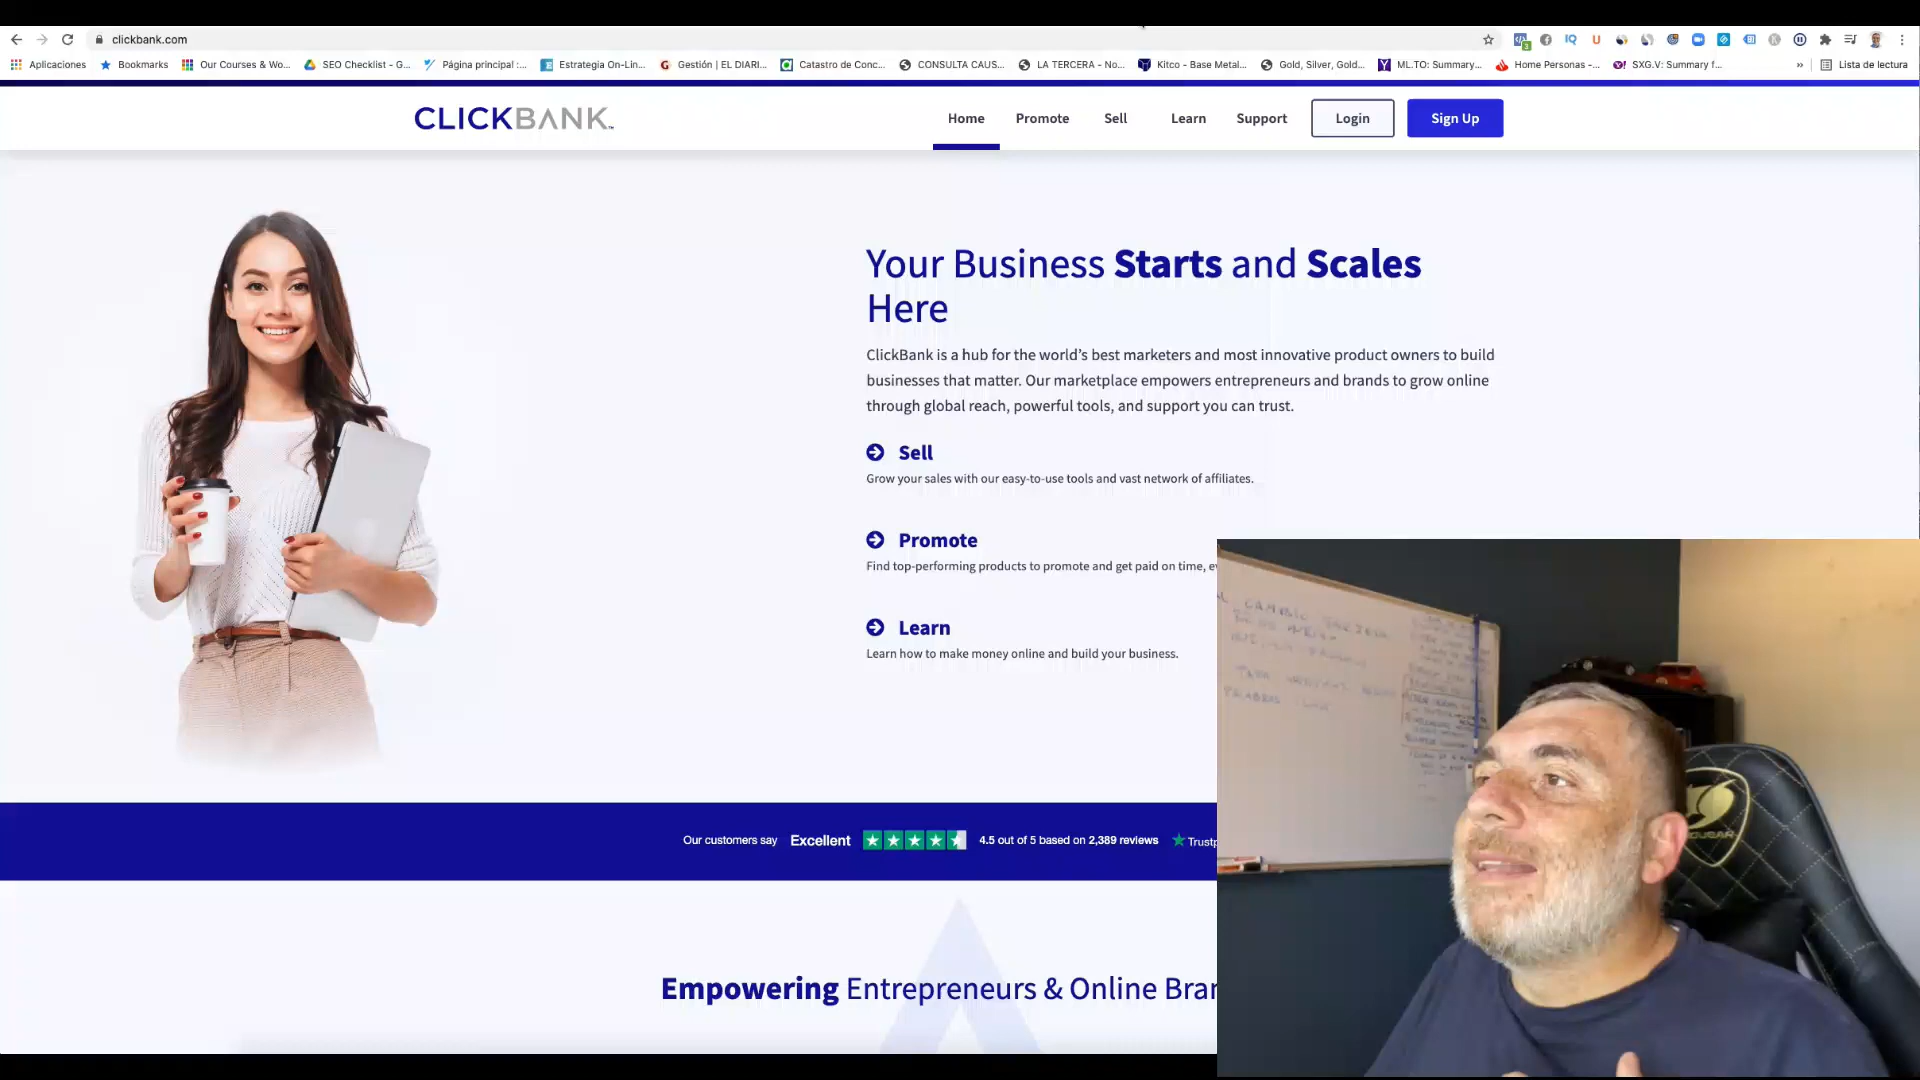 clickbank.com
Aplicaciones Bookmarks Our Courses & Wo... SEO Checklist - G... Página principal :... Estrategia On-Lin... Gestión | EL DIARI... Catastro de Conc... CONSULTA CAUS... LA TERCERA - No... Kitco - Base Metal... Gold, Silver, Gold... ML.TO: Summary... Home Personas -... SXG.V: Summary f... » Lista de lectura
CLICKBANK
Home Promote Sell Learn Support Login Sign Up
Your Business Starts and Scales
Here
ClickBank is a hub for the world's best marketers and most innovative product owners to build
businesses that matter. Our marketplace empowers entrepreneurs and brands to grow online
through global reach, powerful tools, and support you can trust.
Sell
Grow your sales with our easy-to-use tools and vast network of affiliates.
Promote
Find top-performing products to promote and get paid on time,
Learn
Learn how to make money online and build your business.
Our customers say Excellent 4.5 out of 5 based on 2,389 reviews
Empowering Entrepreneurs & Online